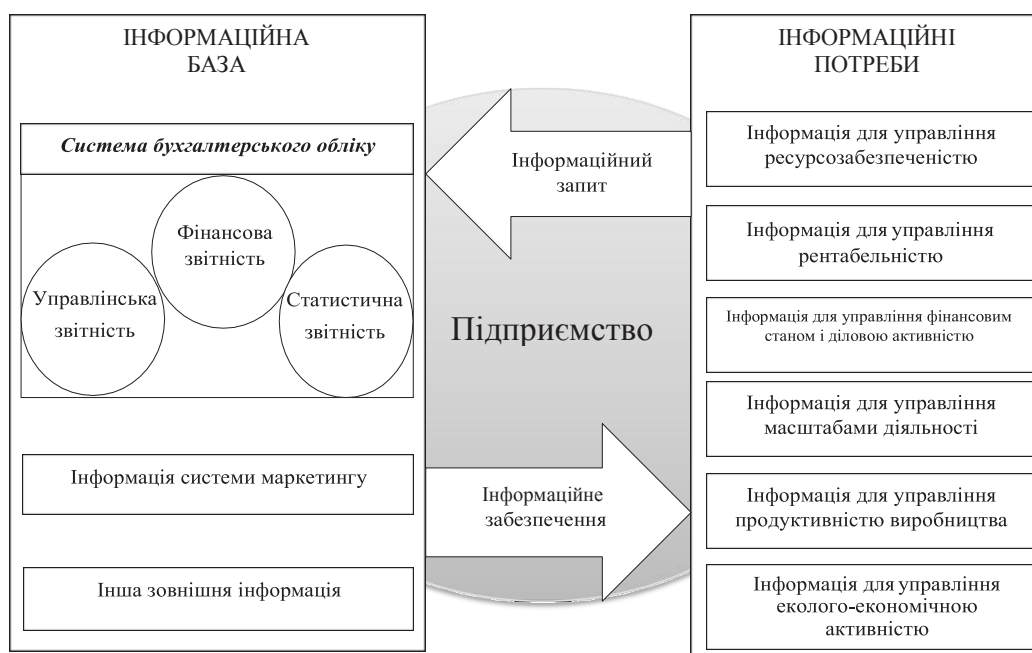 ІНФОРМАЦІЙНА
БАЗА
Система бухгалтерського обліку
Фінансова
звітність
Управлінська
звітність
Статистична
звітність
Інформація системи маркетингу
Інша зовнішня інформація
Інформаційний
запит
Підприємство
Інформаційне
забезпечення
ІНФОРМАЦІЙНІ
ПОТРЕБИ
Інформація для управління
ресурсозабезпеченістю
Інформація для управління
рентабельністю
Інформація для управління фінансовим
станом і діловою активністю
Інформація для управління
масштабами діяльності
Інформація для управління
продуктивністю виробництва
Інформація для управління
еколого-економічною
активністю